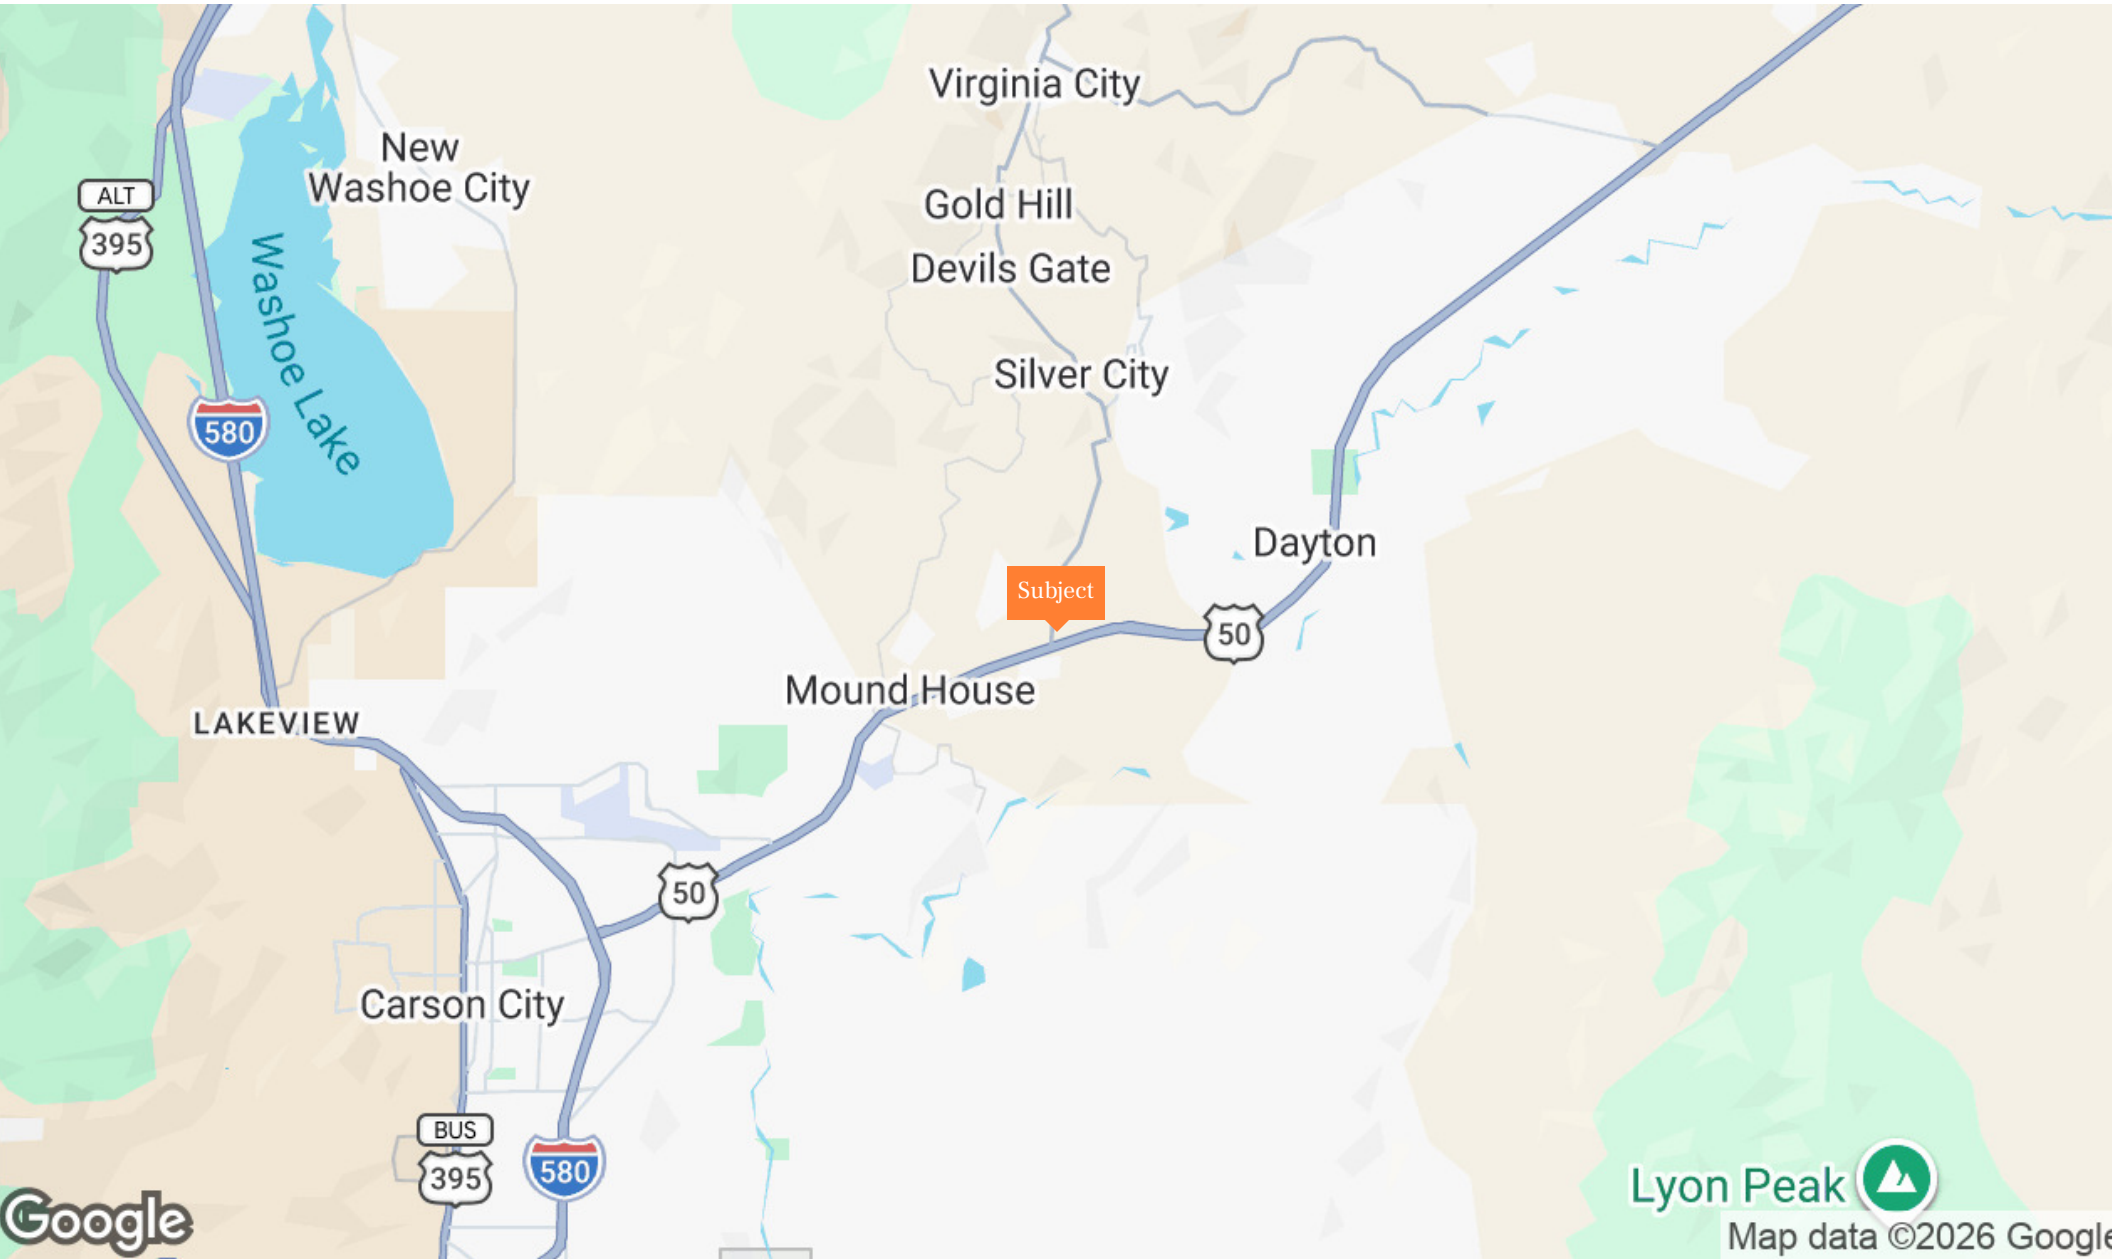 Virginia City
New
Washoe City
ALT
395
Gold Hill
Washoe Lake
Devils Gate
Silver City
580
Dayton
Subject
50
Mound House
LAKEVIEW
50
Carson City
BUS
395
580
Lyon Peak
Google
Map data ©2026 Google